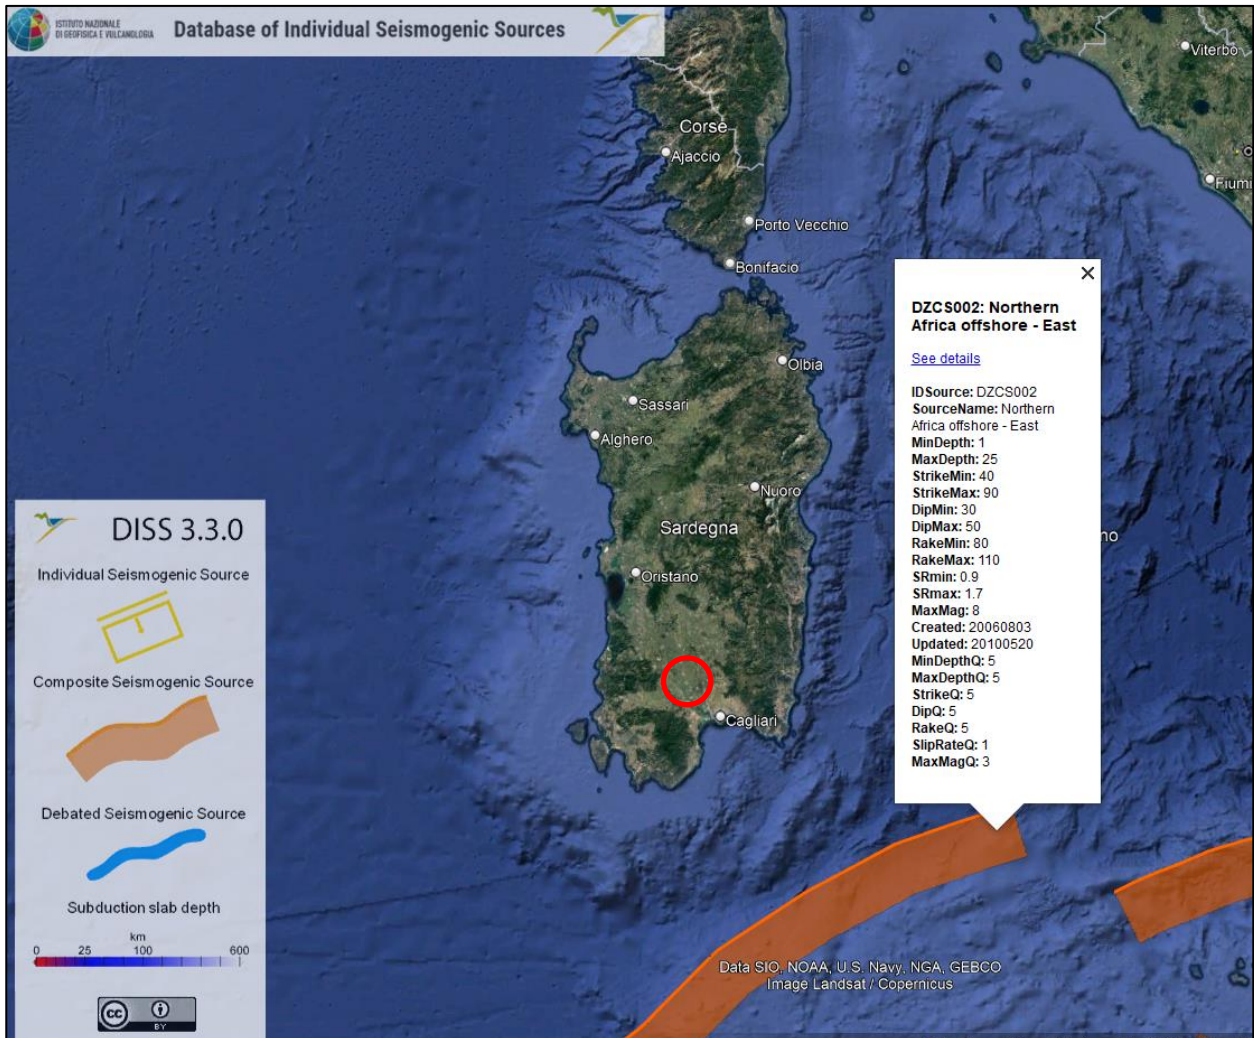 ISTITUTO NAZIONALE
DI GEOFISICA E VULCANOLOGIA
Database of Individual Seismogenic Sources
Viterbo
Corse
Ajaccio
Fiumi
Porto Vecchio
Bonifacio
DZCS002: Northern
Africa offshore - East
See details
IDSource: DZCS002
SourceName: Northern
Africa offshore - East
MinDepth: 1
MaxDepth: 25
StrikeMin: 40
StrikeMax: 90
DipMin: 30
DipMax: 50
RakeMin: 80
RakeMax: 110
SRmin: 0.9
SRmax: 1.7
MaxMag: 8
Created: 20060803
Updated: 20100520
MinDepthQ: 5
MaxDepthQ: 5
StrikeQ: 5
DipQ: 5
RakeQ: 5
SlipRateQ: 1
MaxMagQ: 3
Olbia
Sassari
Alghero
Nuoro
Sardegna
no
Oristano
Cagliari
DISS 3.3.0
Individual Seismogenic Source
Composite Seismogenic Source
Debated Seismogenic Source
Subduction slab depth
km
0 25 100 600
cc
BY
Data SIO, NOAA, U.S. Navy, NGA, GEBCO
Image Landsat / Copernicus